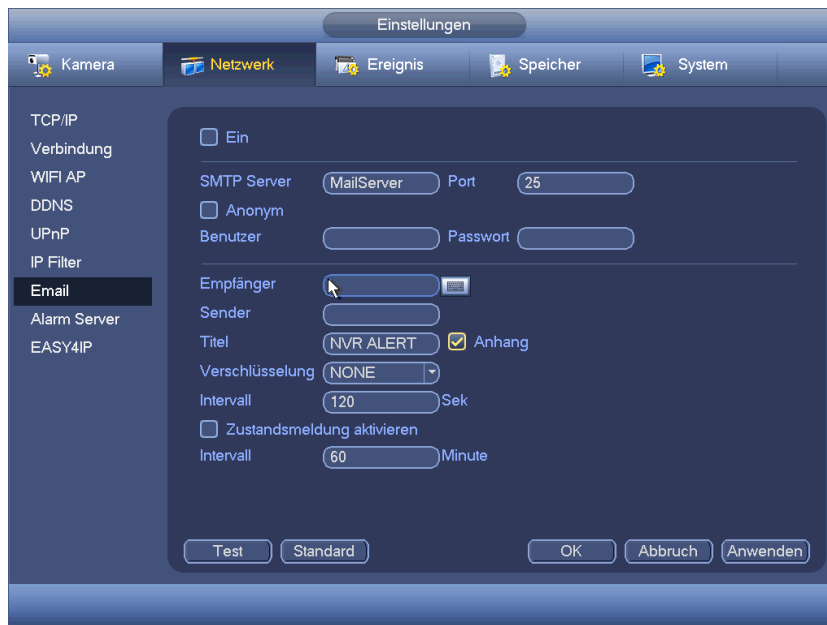 Einstellungen
Kamera Netzwerk Ereignis Speicher System
TCP/IP
Verbindung
WIFI AP
DDNS
UPnP
IP Filter
Email
Alarm Server
EASY4IP
Ein
SMTP Server MailServer Port 25
Anonym
Benutzer Passwort
Empfänger
Sender
Titel NVR ALERT Anhang
Verschlüsselung NONE
Intervall 120 Sek
Zustandsmeldung aktivieren
Intervall 60 Minute
Test Standard OK Abbruch Anwenden